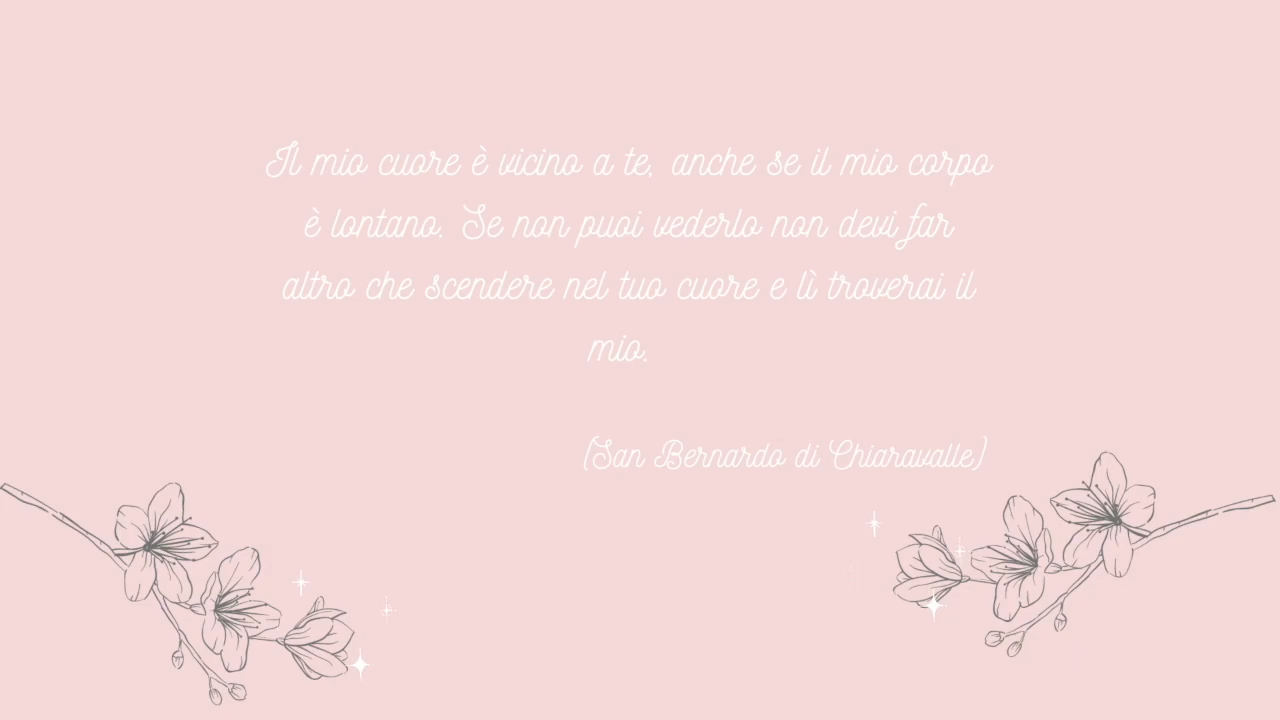 Il mio cuore è vicino a te, anche se il mio corpo
è lontano. Se non puoi vederlo non devi far
altro che scendere nel tuo cuore e lì troverai il
mio.
(San Bernardo di Chiaravalle)